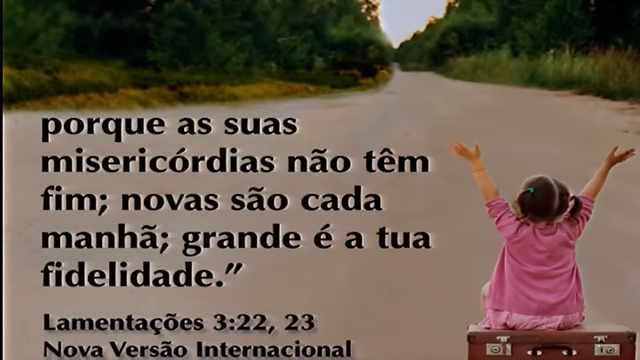 porque as suas
misericórdias não têm
fim; novas são cada
manhã; grande é a tua
fidelidade.”
Lamentações 3:22, 23
Nova Versão Internacional